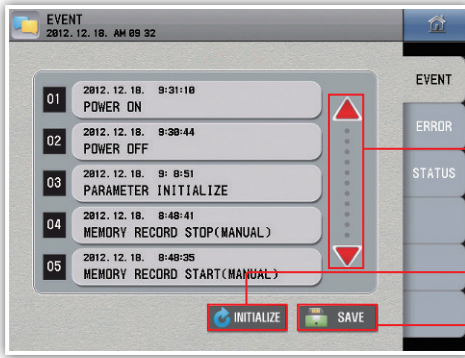 EVENT
2012. 12. 18. AM 09 32
EVENT
ERROR
STATUS
01
2012. 12. 18. 9:31:10
POWER ON
02
2012. 12. 18. 9:30:44
POWER OFF
03
2012. 12. 18. 9: 8:51
PARAMETER INITIALIZE
04
2012. 12. 18. 8:48:41
MEMORY RECORD STOP(MANUAL)
05
2012. 12. 18. 8:48:35
MEMORY RECORD START(MANUAL)
INITIALIZE
SAVE